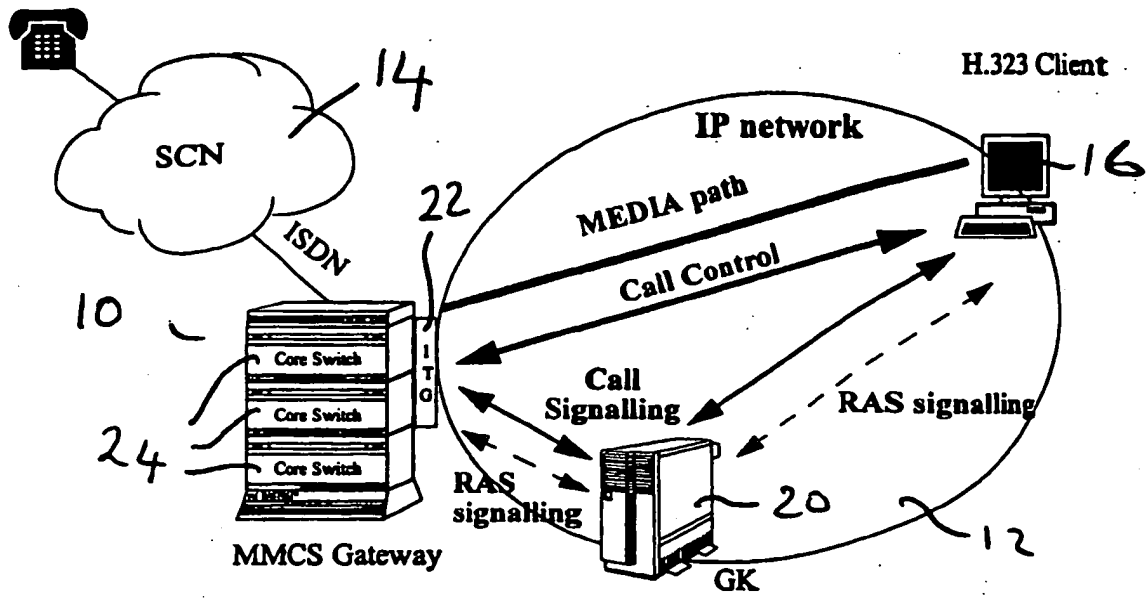 14
H.323 Client
SCN
IP network
16
22
MEDIA path
ISDN
Call Control
10
ITG
Core Switch
Call
Signalling
RAS signalling
Core Switch
24
Core Switch
RAS
signalling
20
12
MMCS Gateway
GK